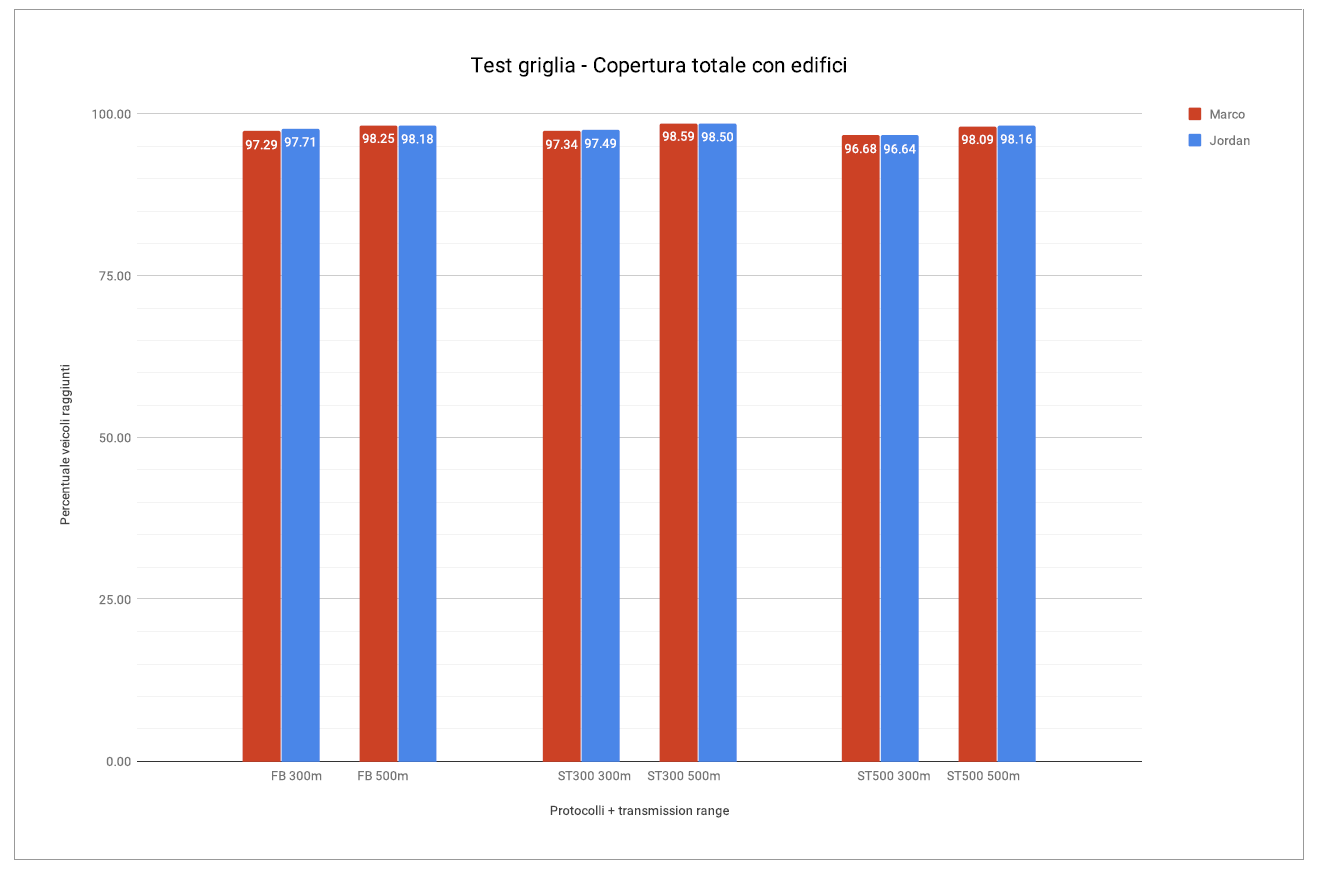 Test griglia - Copertura totale con edifici
100.00
75.00
50.00
25.00
0.00
Percentuale veicoli raggiunti
97.29 97.71 98.25 98.18 97.34 97.49 98.59 98.50 96.68 96.64 98.09 98.16
FB 300m FB 500m ST300 300m ST300 500m ST500 300m ST500 500m
Protocolli + transmission range
Marco
Jordan